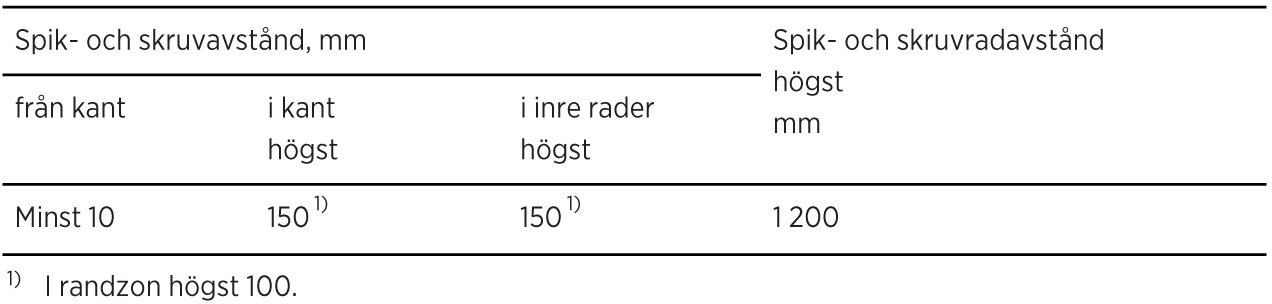 Spik- och skruvavstånd, mm
Spik- och skruvradavstånd
högst
mm
från kant
i kant
högst
i inre rader
högst
Minst 10
150 1)
150 1)
1 200
1) I randzon högst 100.